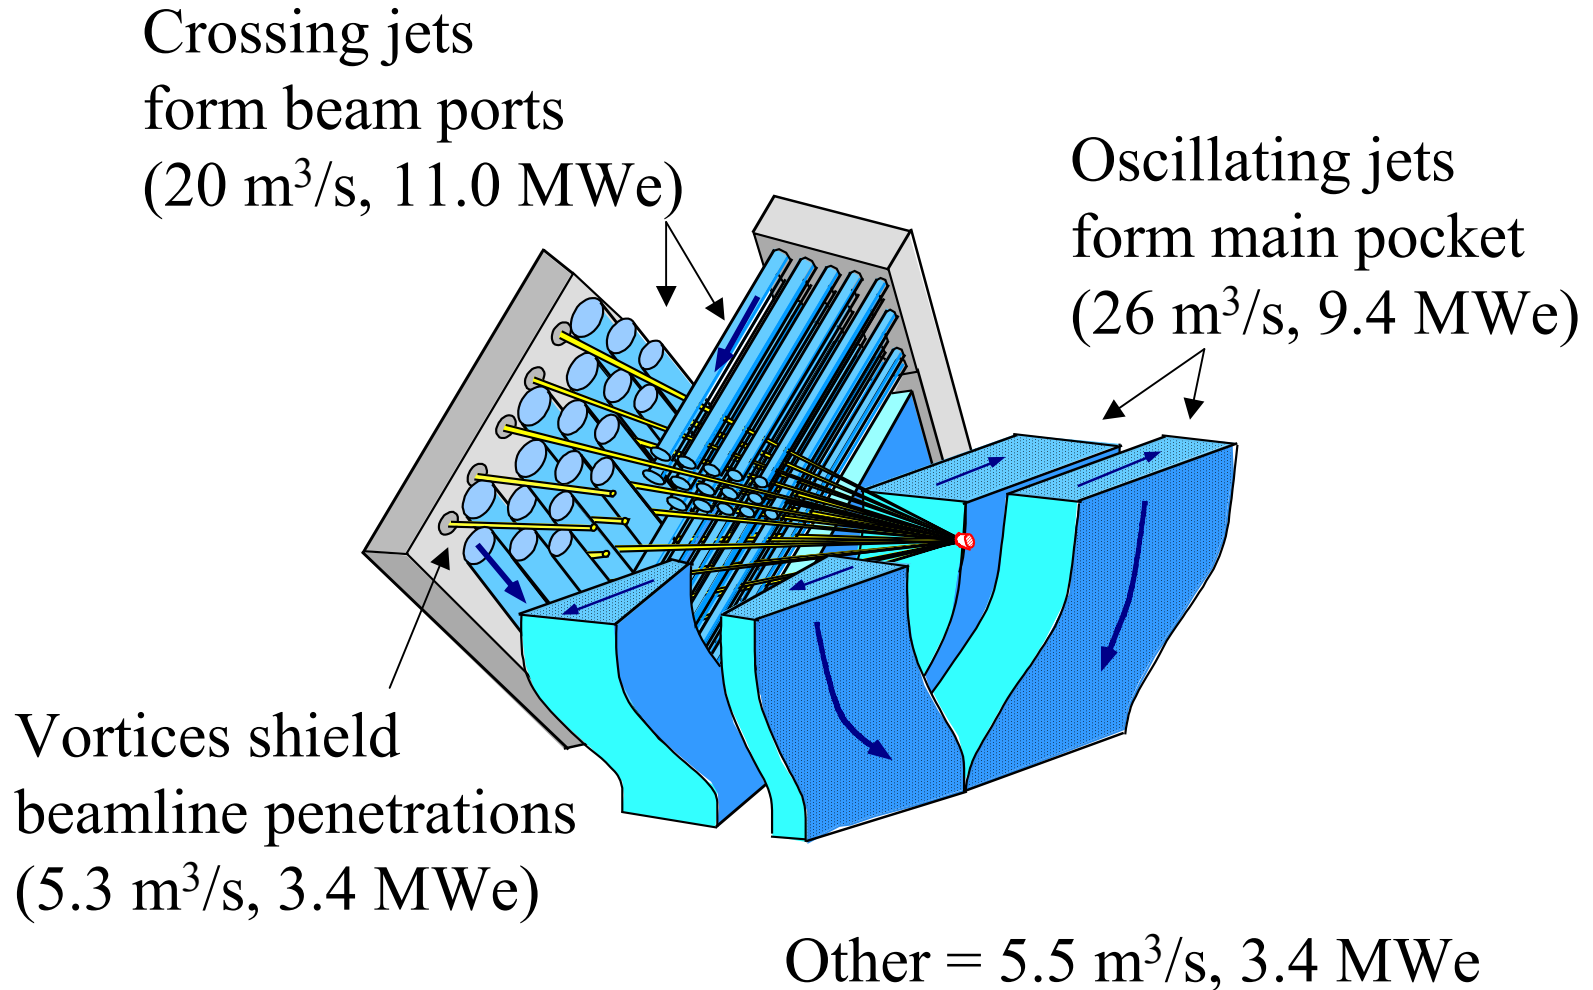 Crossing jets
form beam ports
(20 m³/s, 11.0 MWe)
Oscillating jets
form main pocket
(26 m³/s, 9.4 MWe)
Vortices shield
beamline penetrations
(5.3 m³/s, 3.4 MWe)
Other = 5.5 m³/s, 3.4 MWe